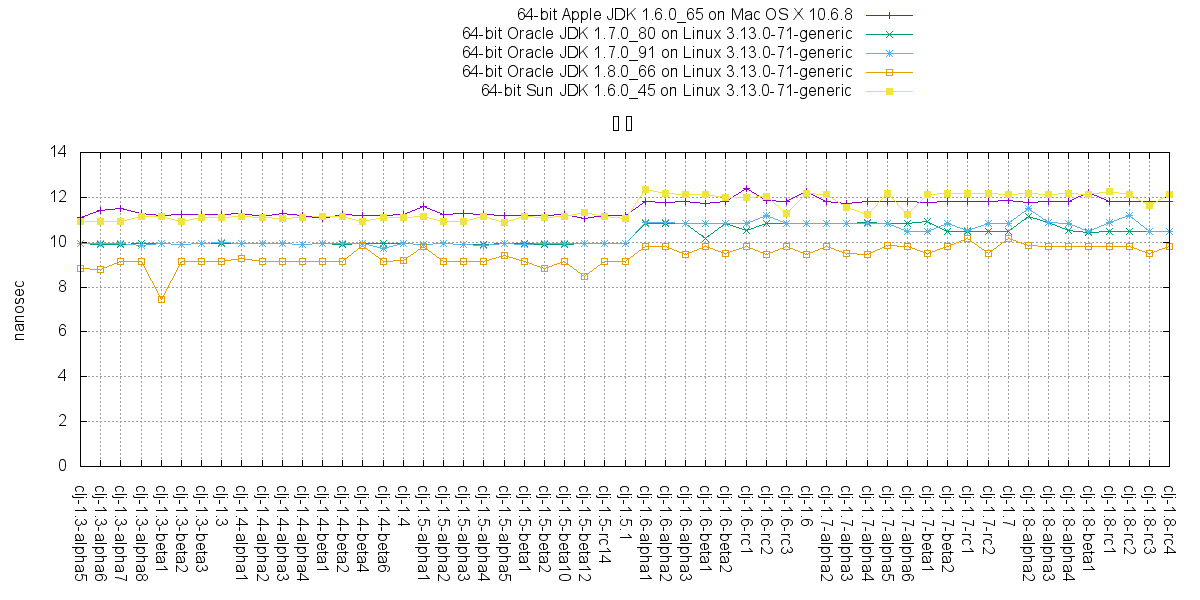 64-bit Apple JDK 1.6.0_65 on Mac OS X 10.6.8
64-bit Oracle JDK 1.7.0_80 on Linux 3.13.0-71-generic
64-bit Oracle JDK 1.7.0_91 on Linux 3.13.0-71-generic
64-bit Oracle JDK 1.8.0_66 on Linux 3.13.0-71-generic
64-bit Sun JDK 1.6.0_45 on Linux 3.13.0-71-generic
[] []
nanosec
14
12
10
8
6
4
2
0
clj-1.3-alpha5
clj-1.3-alpha6
clj-1.3-alpha7
clj-1.3-alpha8
clj-1.3-beta1
clj-1.3-beta2
clj-1.3-beta3
clj-1.3
clj-1.4-alpha1
clj-1.4-alpha2
clj-1.4-alpha3
clj-1.4-alpha4
clj-1.4-beta1
clj-1.4-beta2
clj-1.4-beta4
clj-1.4-beta6
clj-1.4
clj-1.5-alpha1
clj-1.5-alpha2
clj-1.5-alpha3
clj-1.5-alpha4
clj-1.5-alpha5
clj-1.5-beta1
clj-1.5-beta2
clj-1.5-beta10
clj-1.5-beta12
clj-1.5-rc14
clj-1.5.1
clj-1.6-alpha1
clj-1.6-alpha2
clj-1.6-alpha3
clj-1.6-beta1
clj-1.6-beta2
clj-1.6-rc1
clj-1.6-rc2
clj-1.6-rc3
clj-1.6
clj-1.7-alpha2
clj-1.7-alpha3
clj-1.7-alpha4
clj-1.7-alpha5
clj-1.7-alpha6
clj-1.7-beta1
clj-1.7-beta2
clj-1.7-rc1
clj-1.7-rc2
clj-1.7
clj-1.8-alpha2
clj-1.8-alpha3
clj-1.8-alpha4
clj-1.8-beta1
clj-1.8-rc1
clj-1.8-rc2
clj-1.8-rc3
clj-1.8-rc4